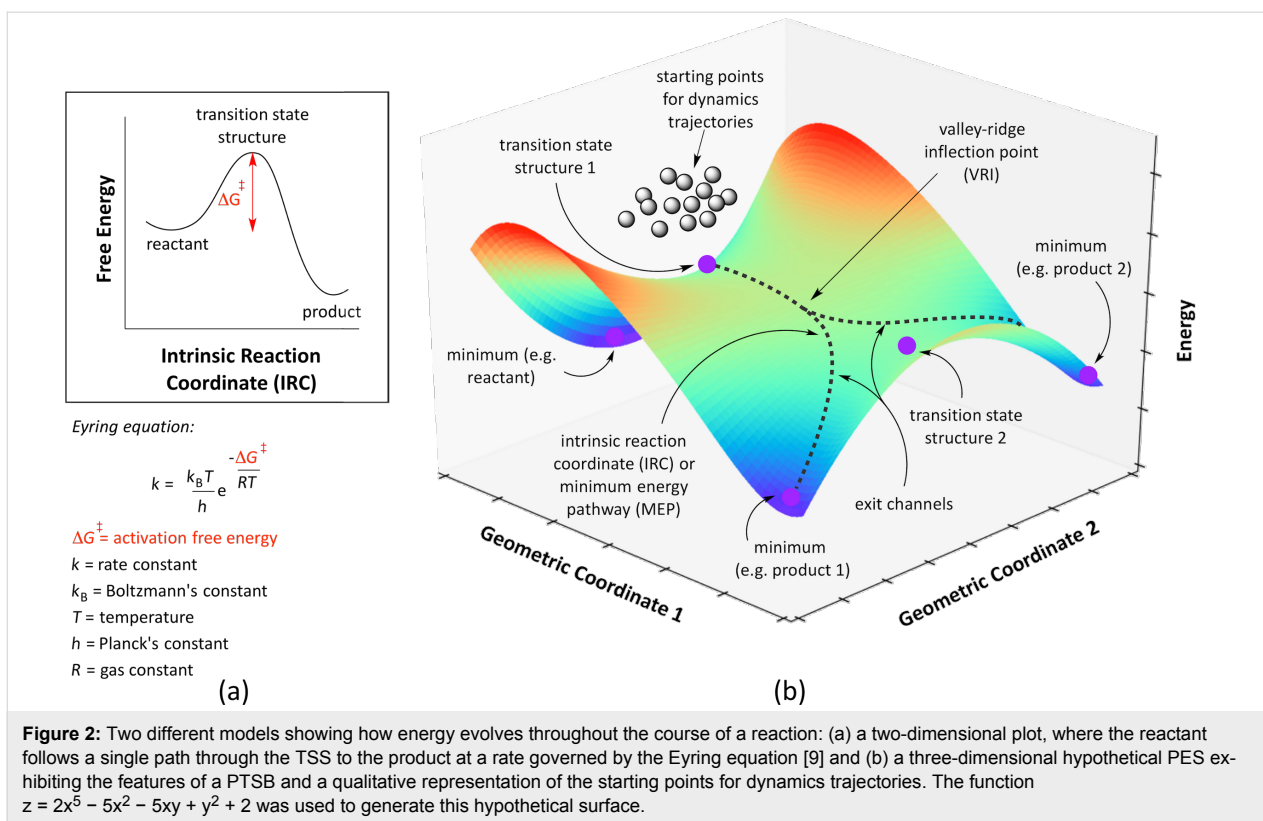 transition state
structure
ΔG‡
reactant
product
Free Energy
Intrinsic Reaction
Coordinate (IRC)
Eyring equation:
k = k_B T / h e^(-ΔG‡/RT)
ΔG‡= activation free energy
k = rate constant
k_B = Boltzmann's constant
T = temperature
h = Planck's constant
R = gas constant
(a)
starting points
for dynamics
trajectories
transition state
structure 1
valley-ridge
inflection point
(VRI)
minimum
(e.g. product 2)
minimum (e.g.
reactant)
Energy
transition state
structure 2
intrinsic reaction
coordinate (IRC) or
minimum energy
pathway (MEP)
exit channels
minimum
(e.g. product 1)
Geometric Coordinate 1
Geometric Coordinate 2
(b)
Figure 2: Two different models showing how energy evolves throughout the course of a reaction: (a) a two-dimensional plot, where the reactant
follows a single path through the TSS to the product at a rate governed by the Eyring equation [9] and (b) a three-dimensional hypothetical PES ex-
hibiting the features of a PTSB and a qualitative representation of the starting points for dynamics trajectories. The function
z = 2x⁵ − 5x² − 5xy + y² + 2 was used to generate this hypothetical surface.